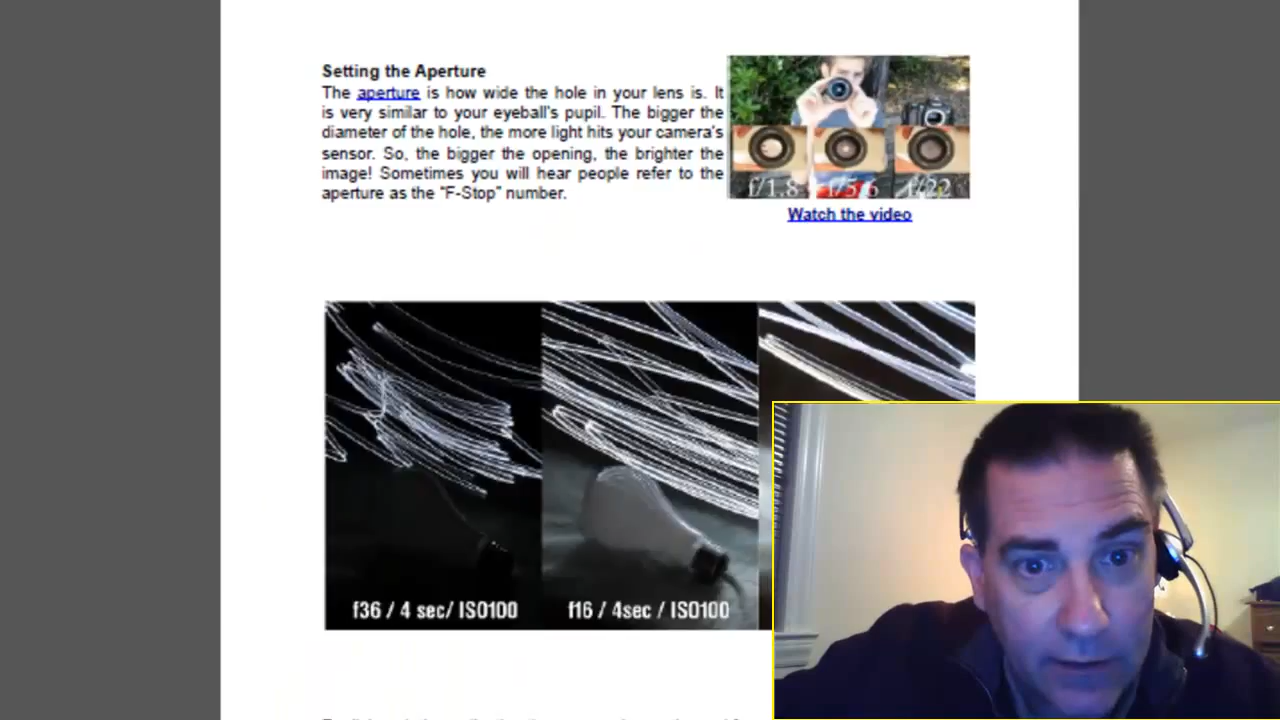 Setting the Aperture
The aperture is how wide the hole in your lens is. It
is very similar to your eyeball's pupil. The bigger the
diameter of the hole, the more light hits your camera's
sensor. So, the bigger the opening, the brighter the
image! Sometimes you will hear people refer to the
aperture as the "F-Stop" number.
f/1.8 f/5.6 f/22
Watch the video
f36 / 4 sec/ ISO100
f16 / 4sec / ISO100